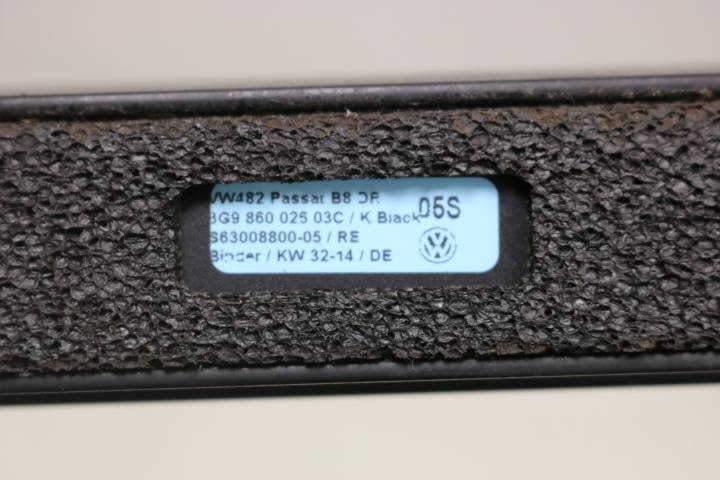 VW482 Passat B8 DR
3G9 860 025 03C / K Black
05S
S63008800-05 / RE
Binder / KW 32-14 / DE